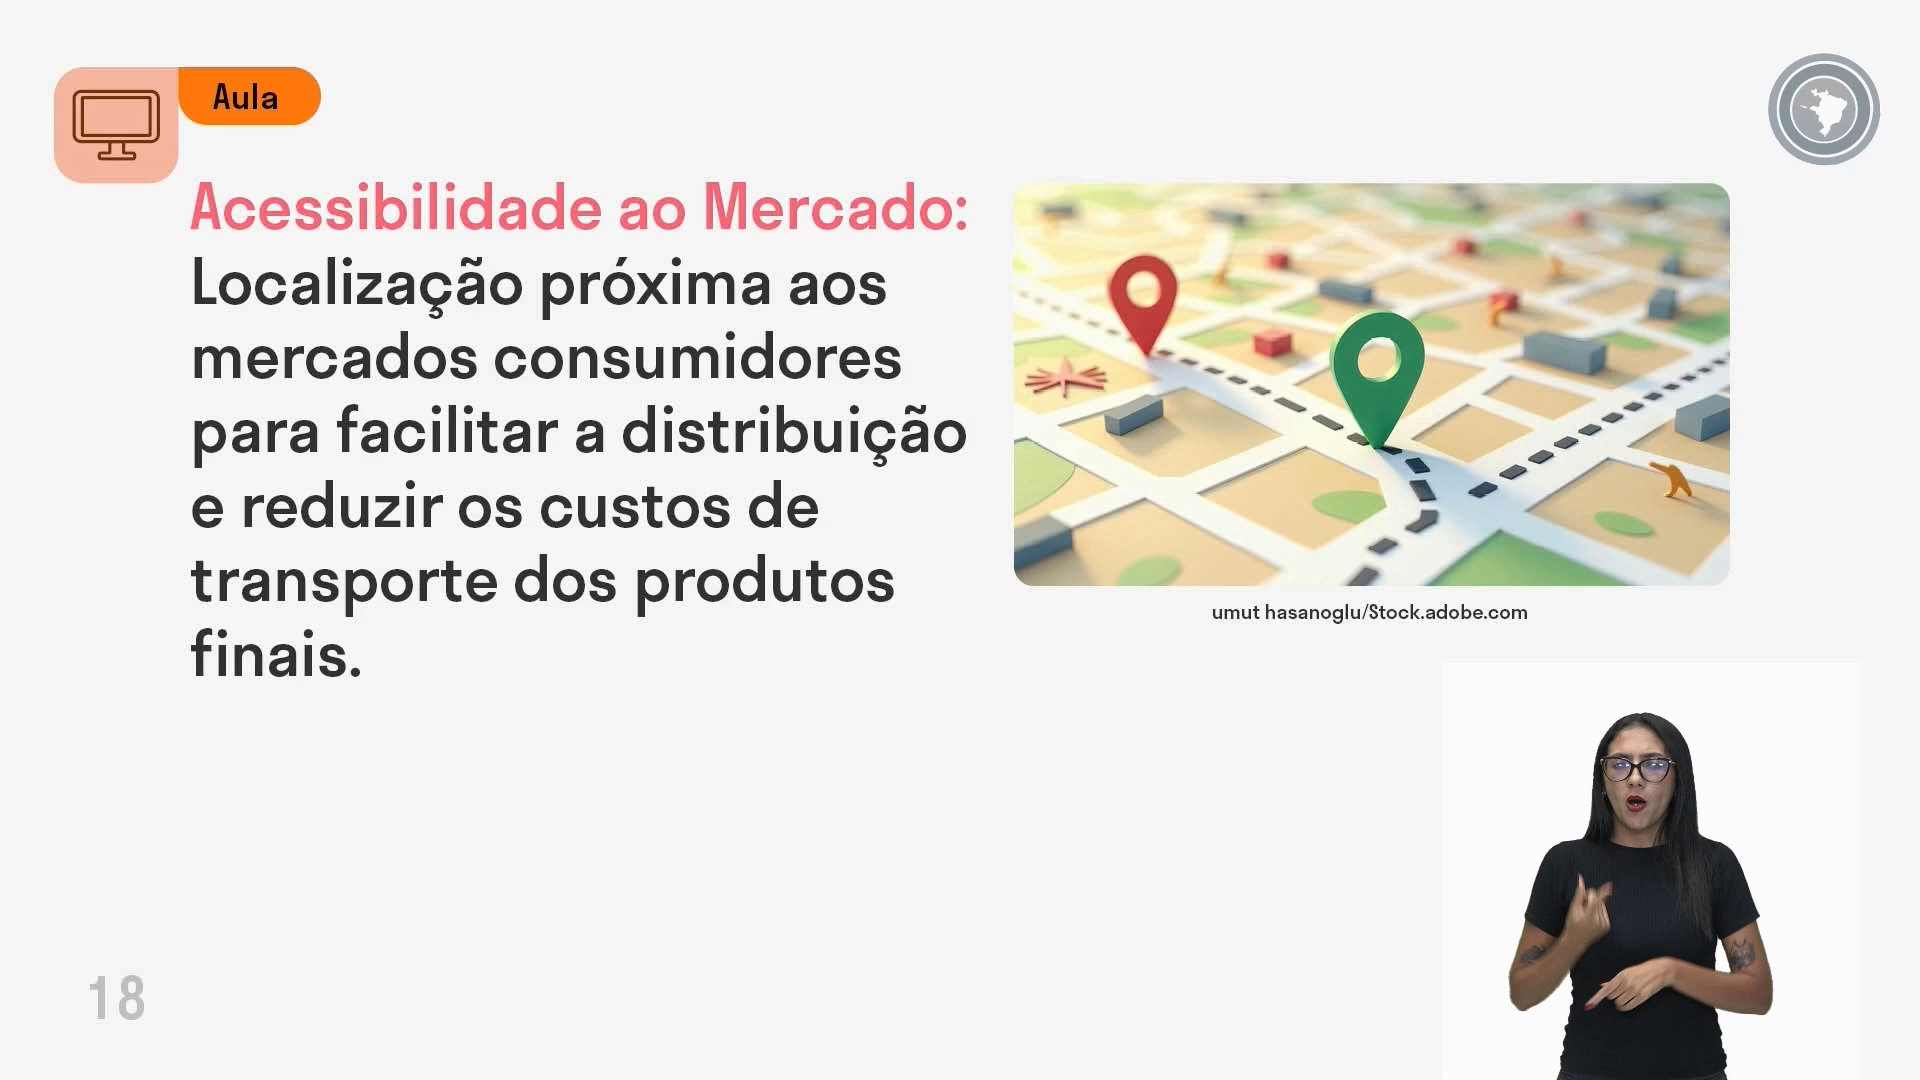 Aula
Acessibilidade ao Mercado:
Localização próxima aos
mercados consumidores
para facilitar a distribuição
e reduzir os custos de
transporte dos produtos
finais.
umut hasanoglu/Stock.adobe.com
18